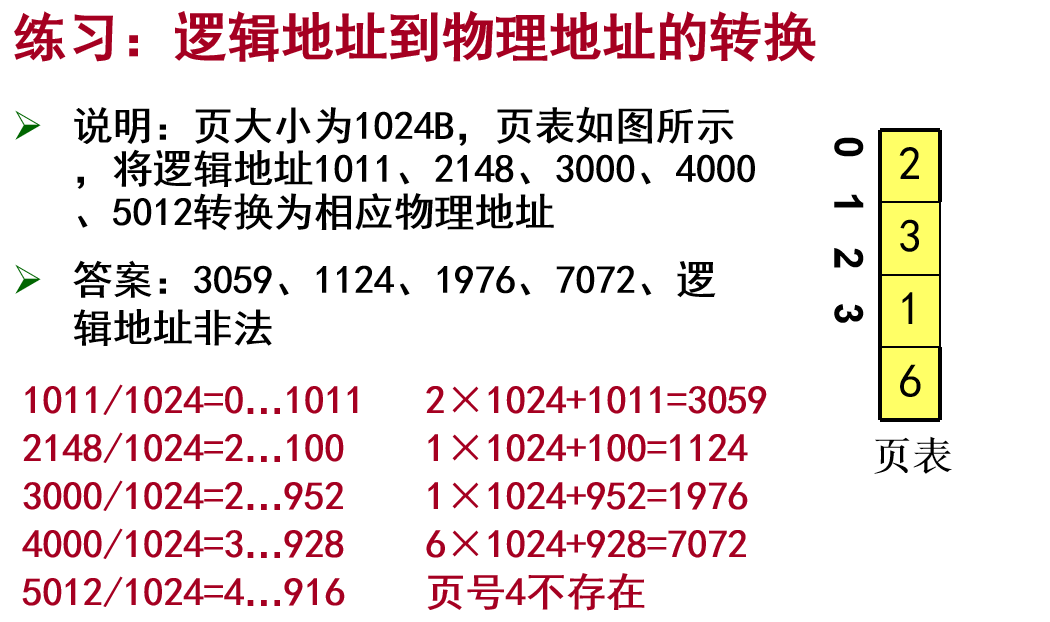 练习：逻辑地址到物理地址的转换
说明：页大小为1024B，页表如图所示
，将逻辑地址1011、2148、3000、4000
、5012转换为相应物理地址
答案：3059、1124、1976、7072、逻
辑地址非法
1011/1024=0…1011 2×1024+1011=3059
2148/1024=2…100 1×1024+100=1124
3000/1024=2…952 1×1024+952=1976
4000/1024=3…928 6×1024+928=7072
5012/1024=4…916 页号4不存在
0 2
1 3
2 1
3 6
页表